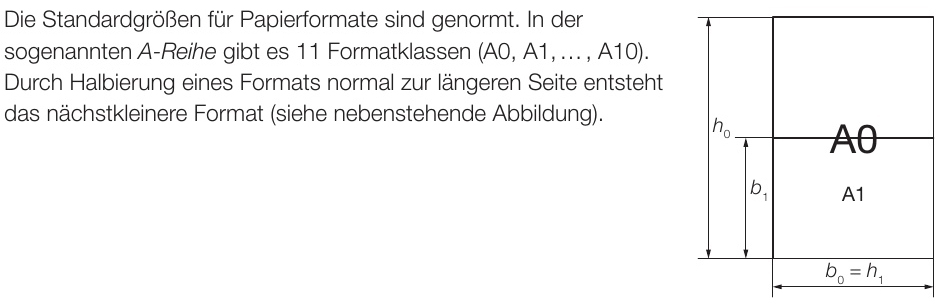 Die Standardgrößen für Papierformate sind genormt. In der
sogenannten A-Reihe gibt es 11 Formatklassen (A0, A1, … , A10).
Durch Halbierung eines Formats normal zur längeren Seite entsteht
das nächstkleinere Format (siehe nebenstehende Abbildung).
h₀
A0
b₁
A1
b₀ = h₁